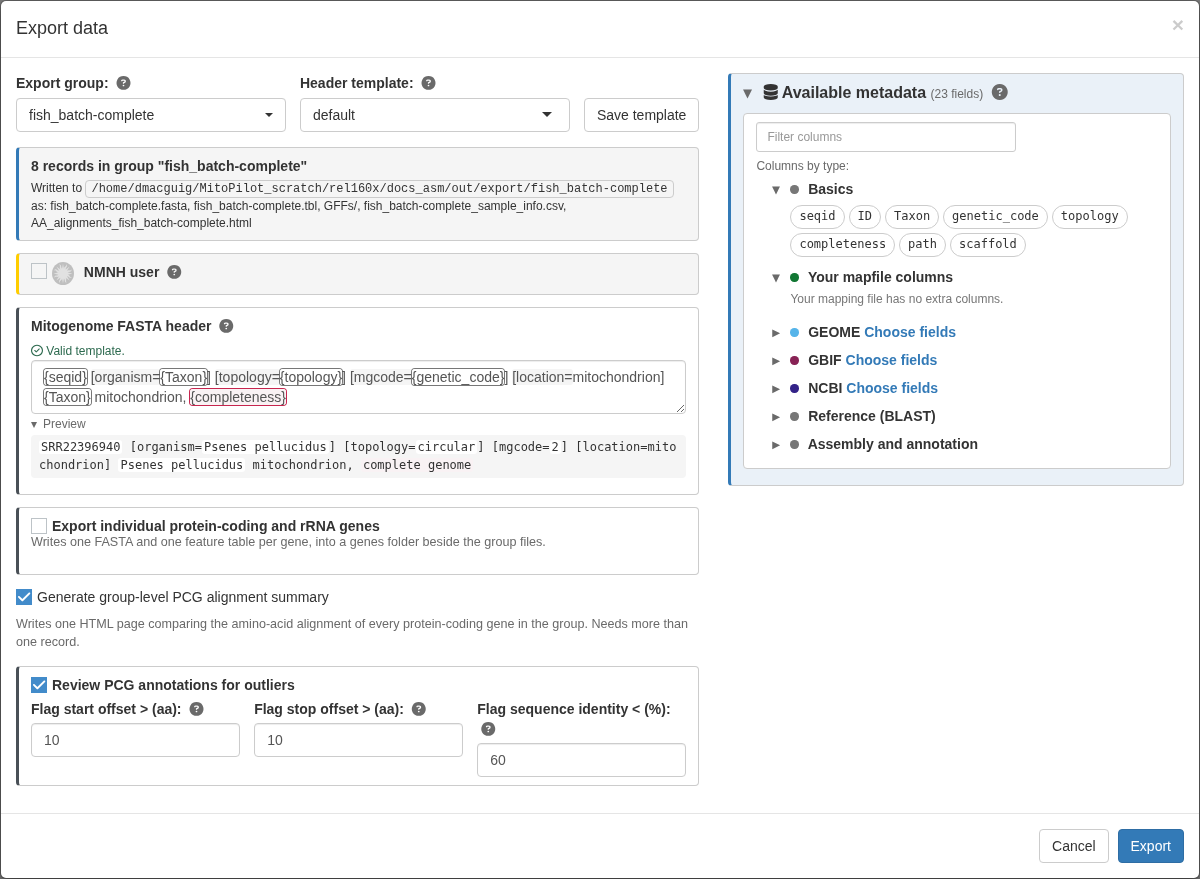 Export data
×
Export group: ?
Header template: ?
fish_batch-complete
default
Save template
8 records in group "fish_batch-complete"
Written to /home/dmacguig/MitoPilot_scratch/rel160x/docs_asm/out/export/fish_batch-complete
as: fish_batch-complete.fasta, fish_batch-complete.tbl, GFFs/, fish_batch-complete_sample_info.csv,
AA_alignments_fish_batch-complete.html
NMNH user ?
Mitogenome FASTA header ?
Valid template.
{seqid} [organism={Taxon}] [topology={topology}] [mgcode={genetic_code}] [location=mitochondrion]
{Taxon} mitochondrion, {completeness}
▾ Preview
SRR22396940 [organism=Psenes pellucidus] [topology=circular] [mgcode=2] [location=mito
chondrion] Psenes pellucidus mitochondrion, complete genome
Export individual protein-coding and rRNA genes
Writes one FASTA and one feature table per gene, into a genes folder beside the group files.
Generate group-level PCG alignment summary
Writes one HTML page comparing the amino-acid alignment of every protein-coding gene in the group. Needs more than
one record.
Review PCG annotations for outliers
Flag start offset > (aa): ?
Flag stop offset > (aa): ?
Flag sequence identity < (%):
?
10
10
60
▼ Available metadata (23 fields) ?
Filter columns
Columns by type:
▼ Basics
seqid ID Taxon genetic_code topology
completeness path scaffold
▼ Your mapfile columns
Your mapping file has no extra columns.
► GEOME Choose fields
► GBIF Choose fields
► NCBI Choose fields
► Reference (BLAST)
► Assembly and annotation
Cancel
Export